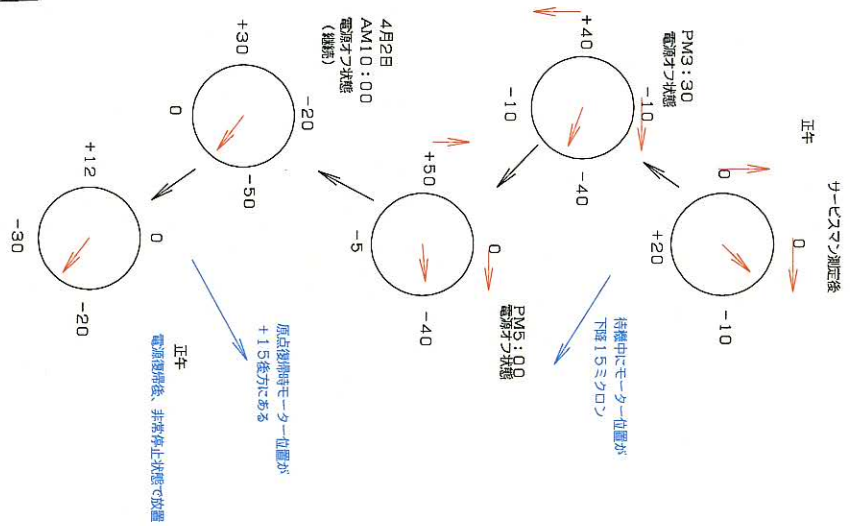 サービスマン測定後
正午
0
0
-10
+20
PM3:30
電源オフ状態
-10
+40
-40
-10
待機中にモーター位置が
下降15ミクロン
PM5:00
電源オフ状態
0
+50
-40
-5
4月2日
AM10:00
電源オフ状態
(継続)
-20
+30
-50
0
原点復帰時モーター位置が
+15後方にある
正午
電源復帰後、非常停止状態で放置
0
+12
-20
-30